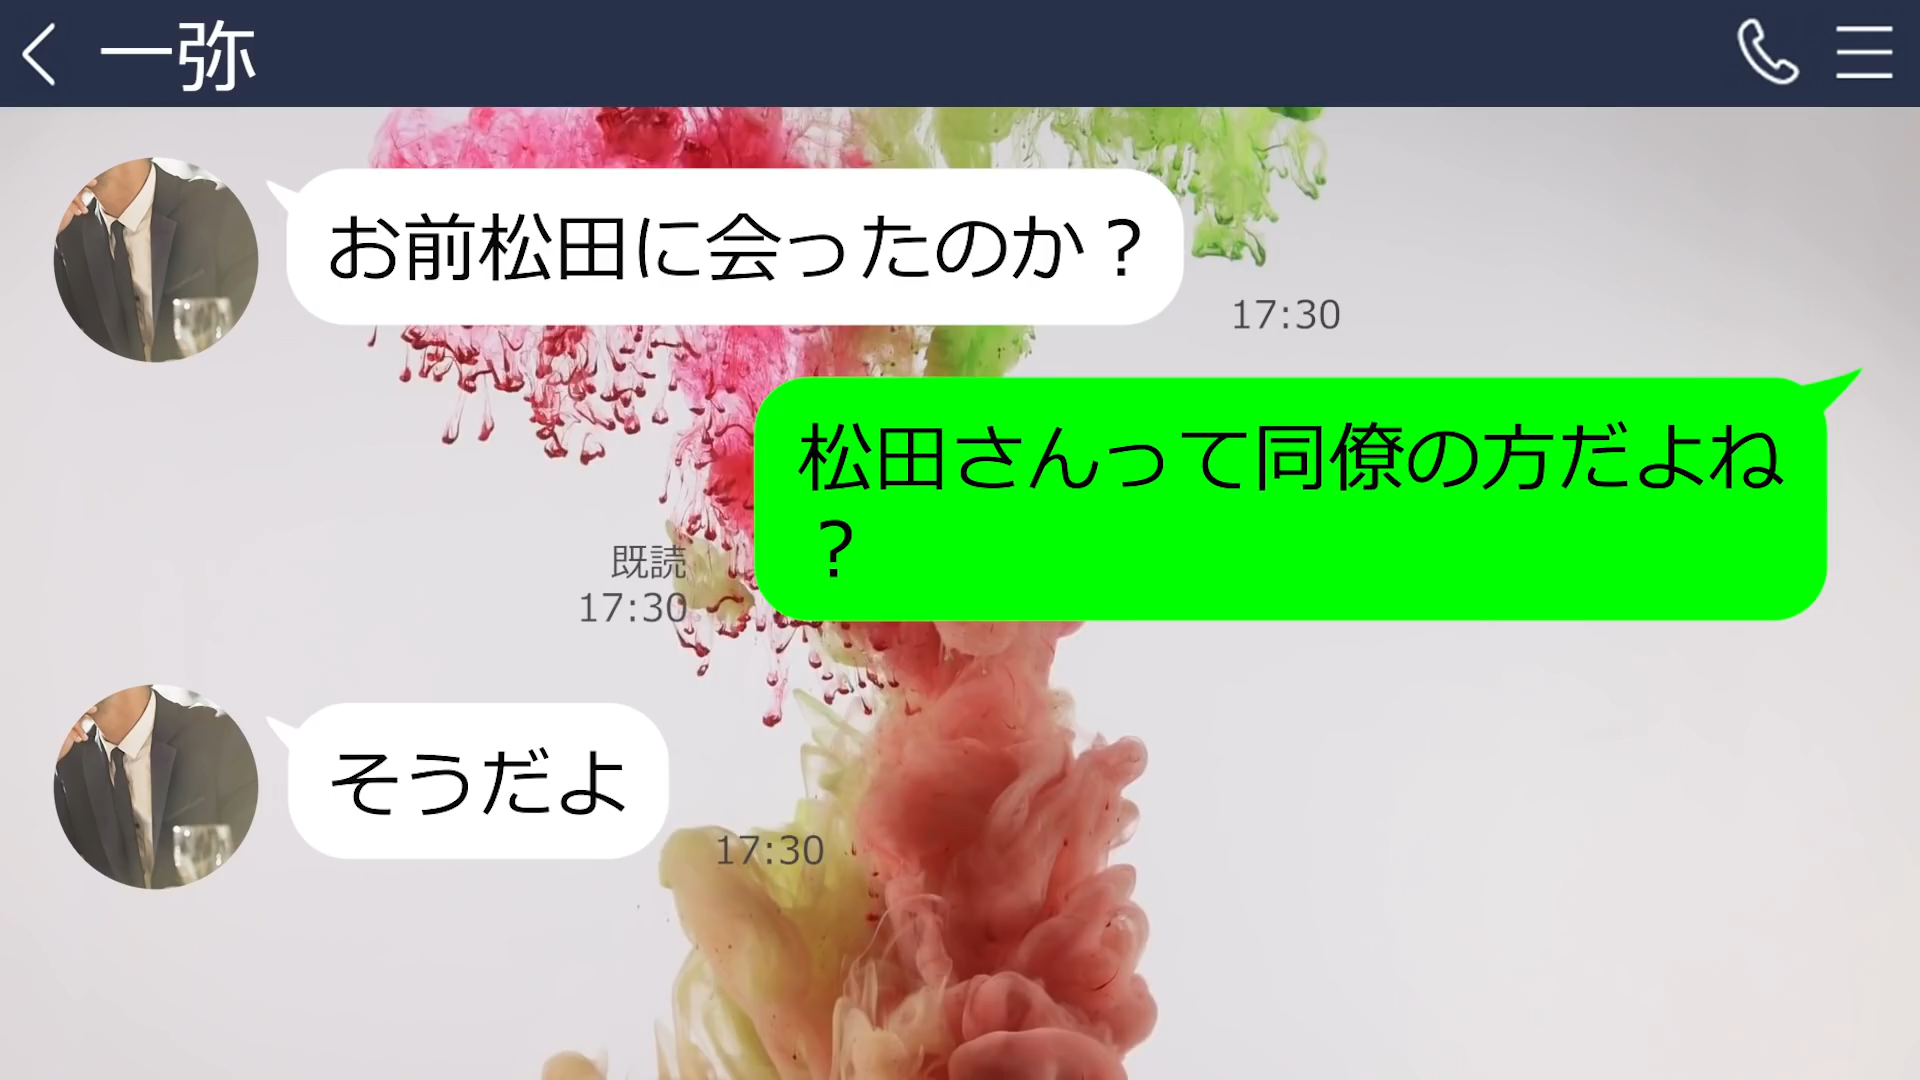 一弥
お前松田に会ったのか？
17:30
松田さんって同僚の方だよね
？
既読
17:30
そうだよ
17:30